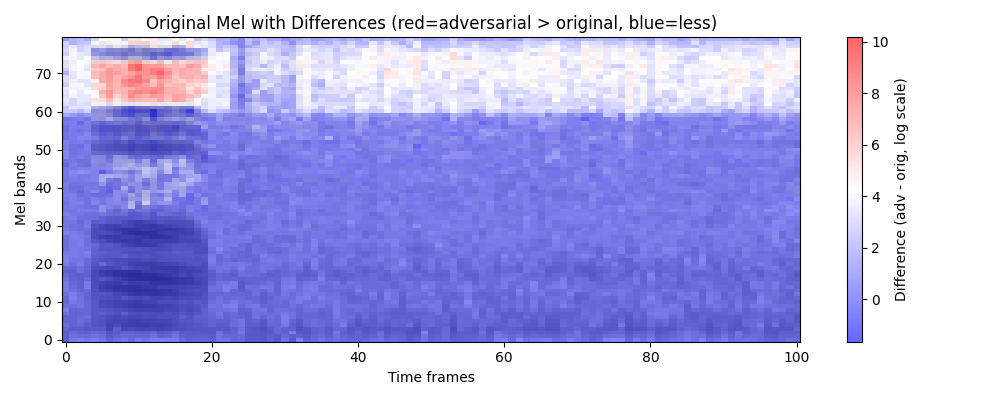 Original Mel with Differences (red=adversarial > original, blue=less)
Mel bands
70
60
50
40
30
20
10
0
0 20 40 60 80 100
Time frames
10
8
6
4
2
0
Difference (adv - orig, log scale)